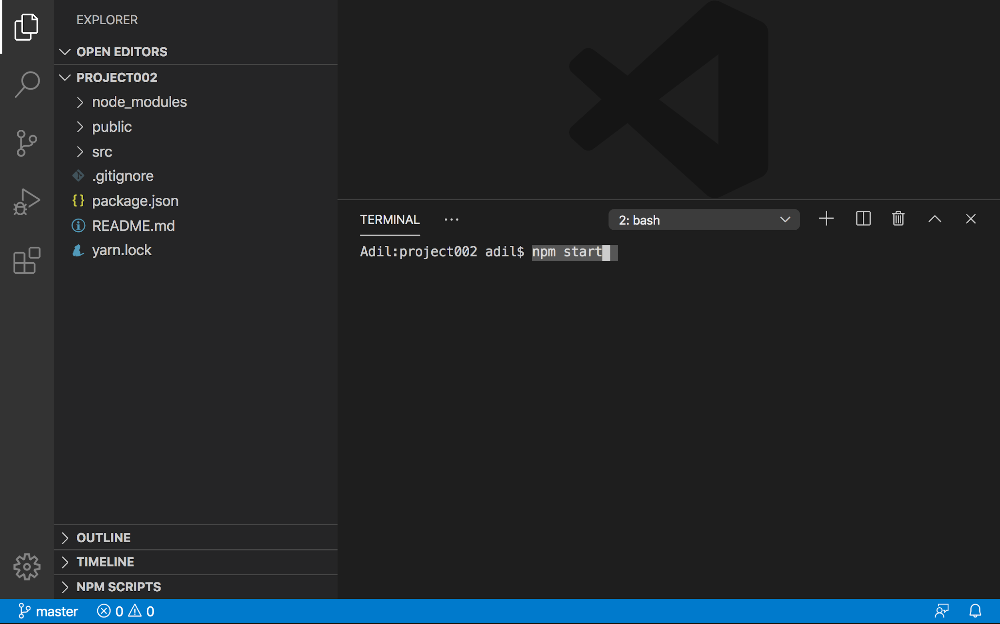 EXPLORER
OPEN EDITORS
PROJECT002
node_modules
public
src
.gitignore
{} package.json
README.md
yarn.lock
OUTLINE
TIMELINE
NPM SCRIPTS
TERMINAL ...
2: bash
Adil:project002 adil$ npm start
master 0 0